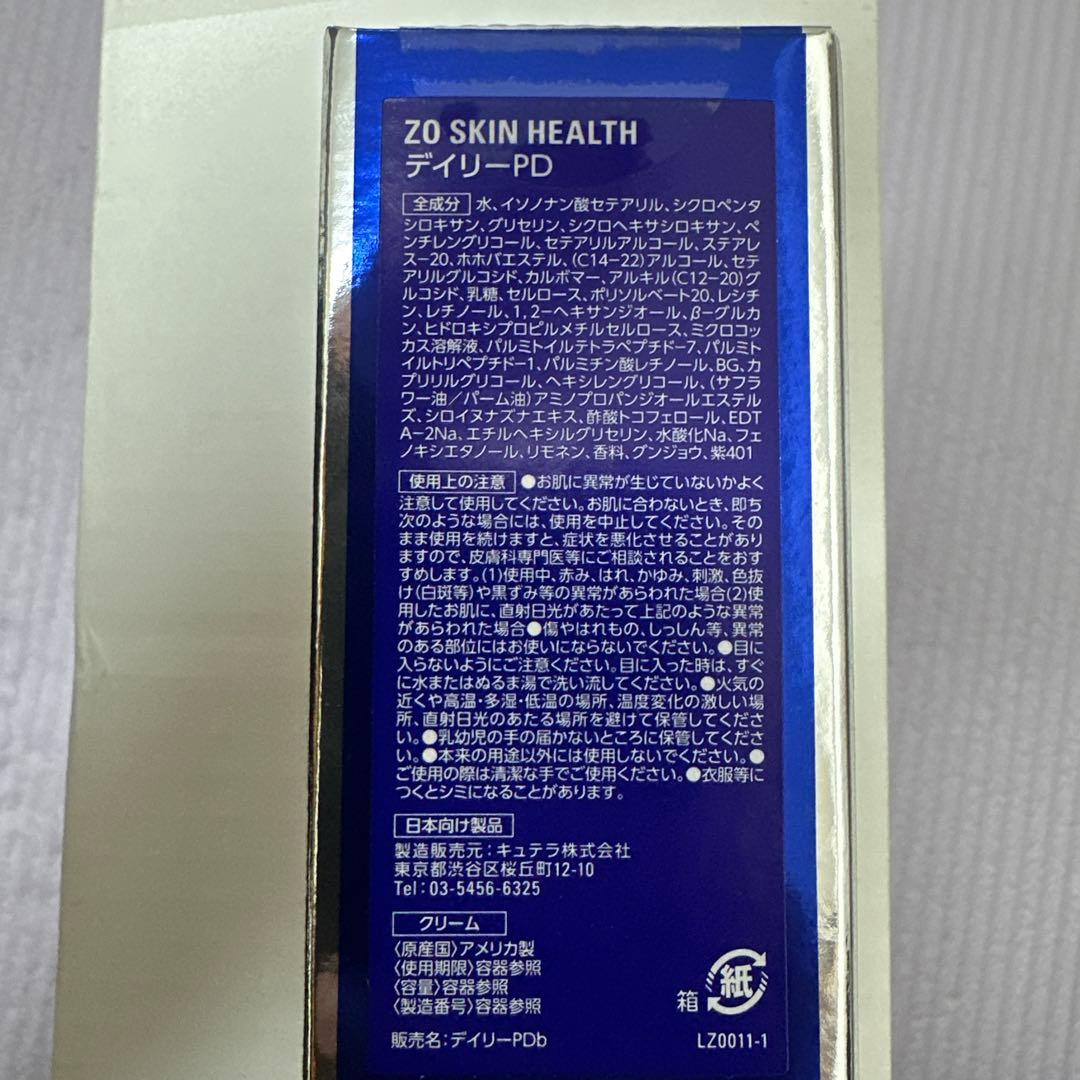 ZO SKIN HEALTH
デイリーPD
全成分 水、イソノナン酸セテアリル、シクロペンタ
シロキサン、グリセリン、シクロヘキサシロキサン、ペ
ンチレングリコール、セテアリルアルコール、ステアレ
ス-20、ホホバエステル、(C14-22)アルコール、セテ
アリルグルコシド、カルボマー、アルキル(C12-20)グ
ルコシド、乳糖、セルロース、ポリソルベート20、レシチ
ン、レチノール、1,2-ヘキサンジオール、β-グルカ
ン、ヒドロキシプロピルメチルセルロース、ミクロコッ
カス溶解液、パルミトイルテトラペプチド-7、パルミト
イルトリペプチド-1、パルミチン酸レチノール、BG、カ
プリリルグリコール、ヘキシレングリコール、(サフラ
ワー油/パーム油)アミノプロパンジオールエステル
ズ、シロイヌナズナエキス、酢酸トコフェロール、EDT
A-2Na、エチルヘキシルグリセリン、水酸化Na、フェ
ノキシエタノール、リモネン、香料、グンジョウ、紫401
使用上の注意 ●お肌に異常が生じていないかよく
注意して使用してください。お肌に合わないとき、即ち
次のような場合には、使用を中止してください。その
まま使用を続けますと、症状を悪化させることがあり
ますので、皮膚科専門医等にご相談されることをおす
すめします。(1)使用中、赤み、はれ、かゆみ、刺激、色抜
け(白斑等)や黒ずみ等の異常があらわれた場合(2)使
用したお肌に、直射日光があたって上記のような異常
があらわれた場合●傷やはれもの、しっしん等、異常
のある部位にはお使いにならないでください。●目に
入らないようにご注意ください。目に入った時は、すぐ
に水またはぬるま湯で洗い流してください。●火気の
近くや高温・多湿・低温の場所、温度変化の激しい場
所、直射日光のあたる場所を避けて保管してくださ
い。●乳幼児の手の届かないところに保管してくださ
い。●本来の用途以外には使用しないでください。●
ご使用の際は清潔な手でご使用ください。●衣服等に
つくとシミになることがあります。
日本向け製品
製造販売元:キュテラ株式会社
東京都渋谷区桜丘町12-10
Tel:03-5456-6325
クリーム
〈原産国〉アメリカ製
〈使用期限〉容器参照
〈容量〉容器参照
〈製造番号〉容器参照
箱 紙
販売名:デイリーPDb LZ0011-1